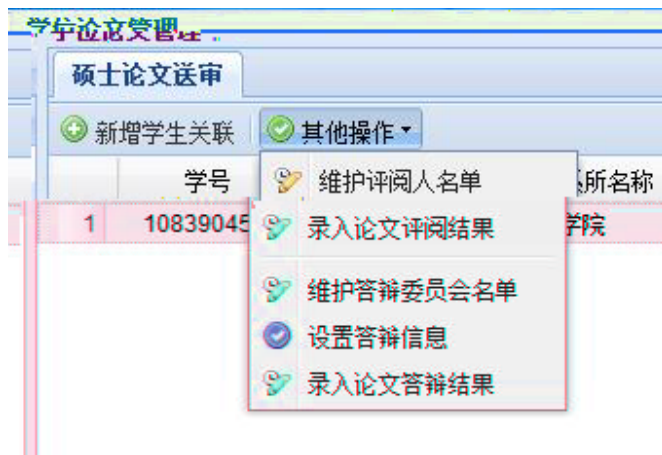 学位论文管理
硕士论文送审
新增学生关联 其他操作
学号 所名称
1 10839045 学院
维护评阅人名单
录入论文评阅结果
维护答辩委员会名单
设置答辩信息
录入论文答辩结果